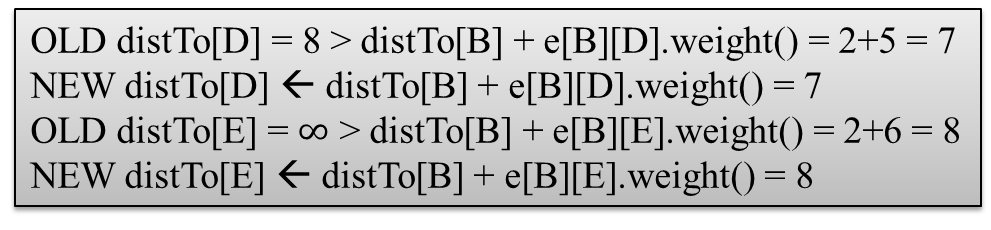 OLD distTo[D] = 8 > distTo[B] + e[B][D].weight() = 2+5 = 7
NEW distTo[D] ← distTo[B] + e[B][D].weight() = 7
OLD distTo[E] = ∞ > distTo[B] + e[B][E].weight() = 2+6 = 8
NEW distTo[E] ← distTo[B] + e[B][E].weight() = 8